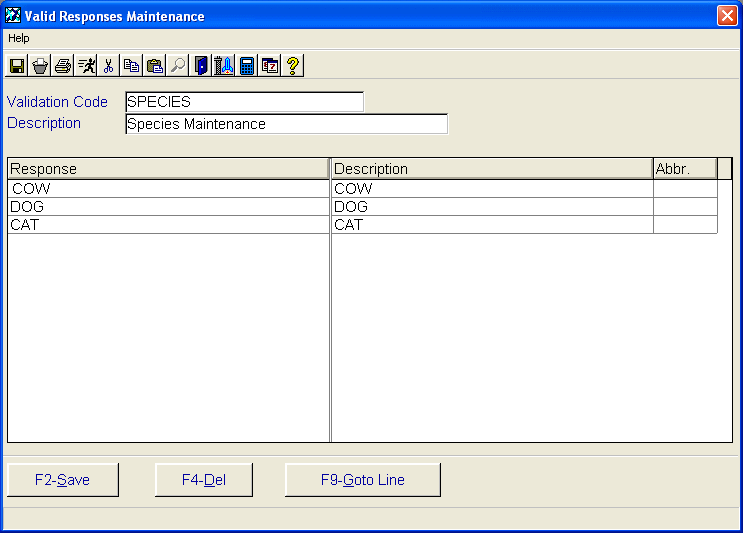 Valid Responses Maintenance
Help
Validation Code SPECIES
Description Species Maintenance
Response Description Abbr.
COW COW
DOG DOG
CAT CAT
F2-Save F4-Del F9-Goto Line